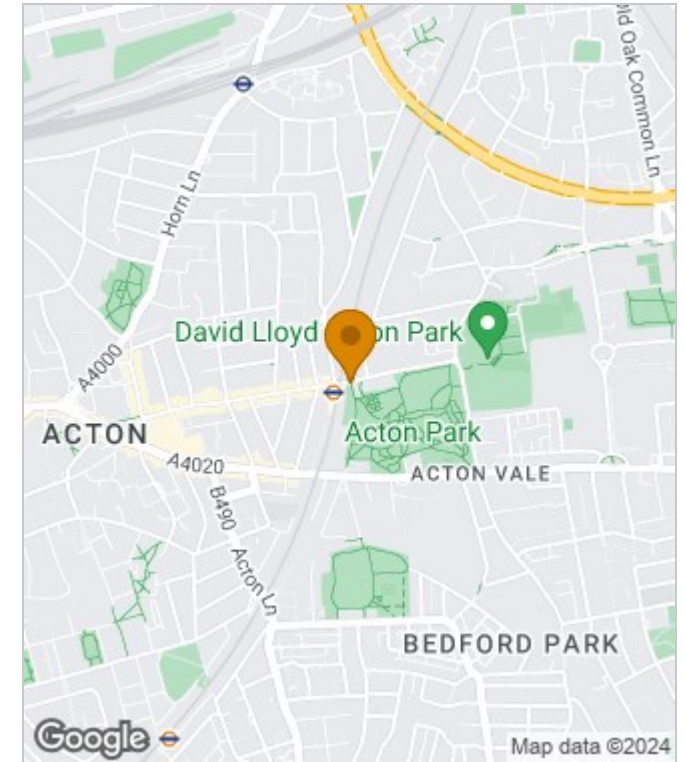 Old Oak Common Ln
Horn Ln
David Lloyd
on Park
A4000
Acton Park
ACTON
A4020
ACTON VALE
B490
Acton Ln
BEDFORD PARK
Google
Map data ©2024